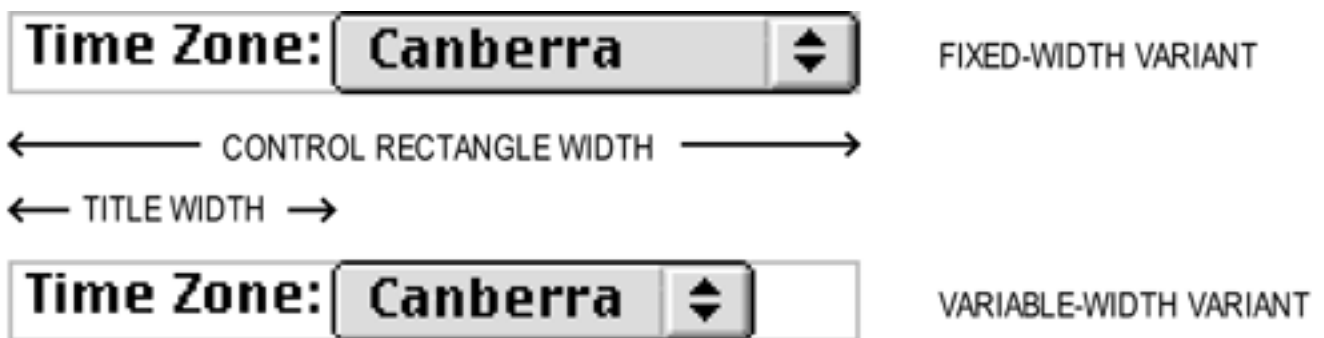 Time Zone: Canberra FIXED-WIDTH VARIANT
CONTROL RECTANGLE WIDTH
TITLE WIDTH
Time Zone: Canberra VARIABLE-WIDTH VARIANT